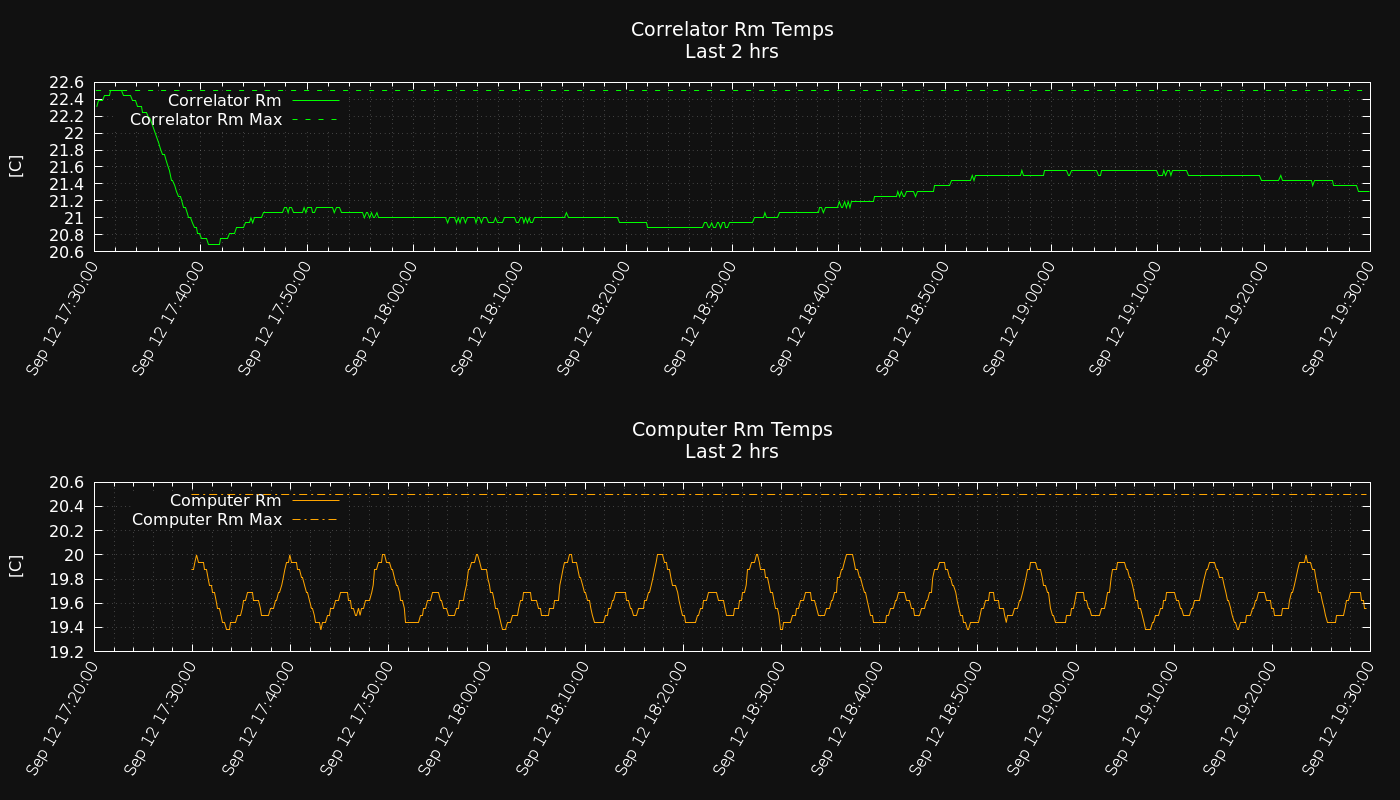 Correlator Rm Temps
Last 2 hrs
[C]
22.6
22.4
22.2
22
21.8
21.6
21.4
21.2
21
20.8
20.6
Correlator Rm
Correlator Rm Max
Sep 12 17:30:00
Sep 12 17:40:00
Sep 12 17:50:00
Sep 12 18:00:00
Sep 12 18:10:00
Sep 12 18:20:00
Sep 12 18:30:00
Sep 12 18:40:00
Sep 12 18:50:00
Sep 12 19:00:00
Sep 12 19:10:00
Sep 12 19:20:00
Sep 12 19:30:00
Computer Rm Temps
Last 2 hrs
[C]
20.6
20.4
20.2
20
19.8
19.6
19.4
19.2
Computer Rm
Computer Rm Max
Sep 12 17:20:00
Sep 12 17:30:00
Sep 12 17:40:00
Sep 12 17:50:00
Sep 12 18:00:00
Sep 12 18:10:00
Sep 12 18:20:00
Sep 12 18:30:00
Sep 12 18:40:00
Sep 12 18:50:00
Sep 12 19:00:00
Sep 12 19:10:00
Sep 12 19:20:00
Sep 12 19:30:00